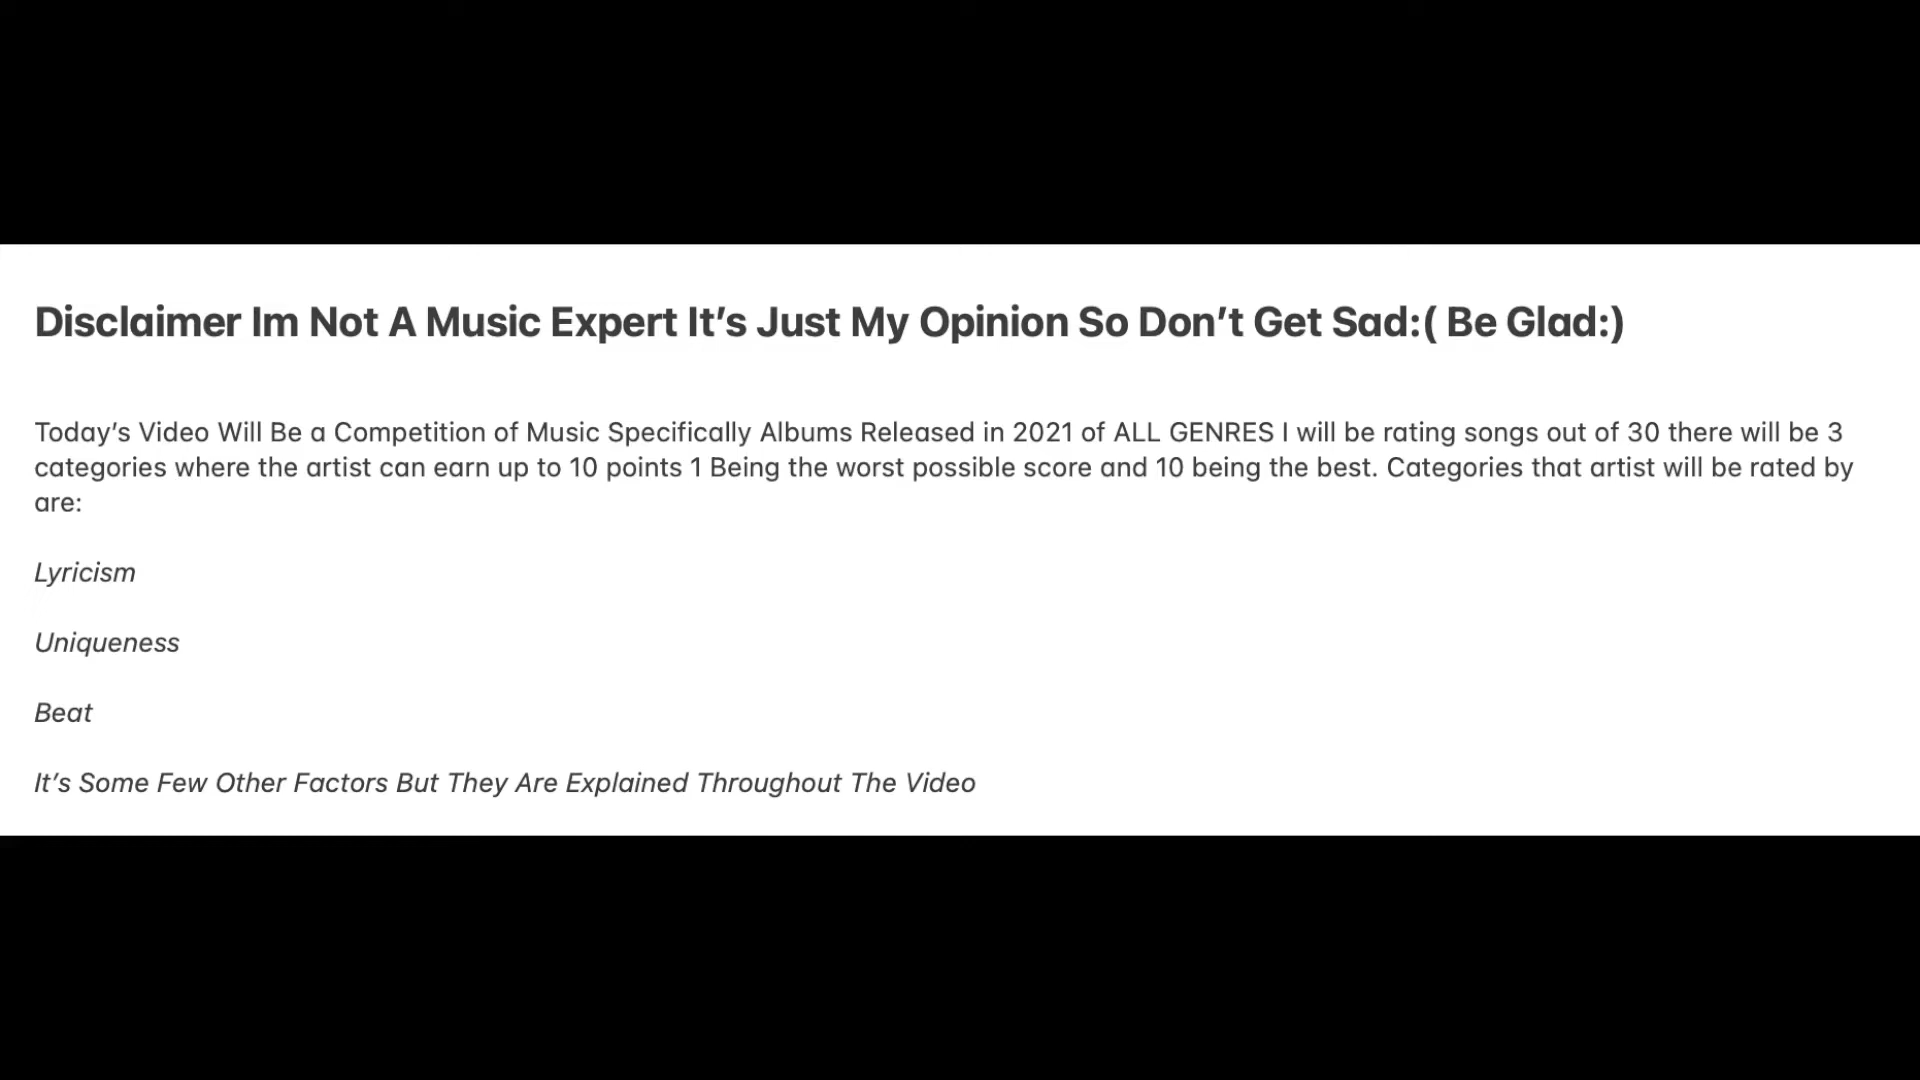 Disclaimer Im Not A Music Expert It’s Just My Opinion So Don’t Get Sad:( Be Glad:)
Today’s Video Will Be a Competition of Music Specifically Albums Released in 2021 of ALL GENRES I will be rating songs out of 30 there will be 3
categories where the artist can earn up to 10 points 1 Being the worst possible score and 10 being the best. Categories that artist will be rated by
are:
Lyricism
Uniqueness
Beat
It’s Some Few Other Factors But They Are Explained Throughout The Video